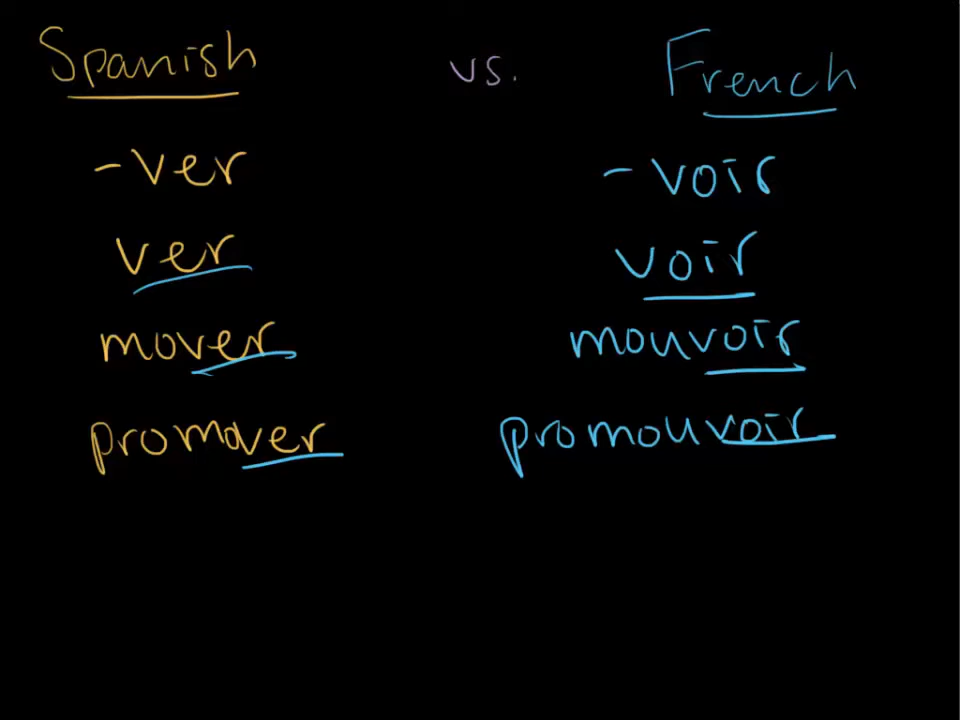 Spanish vs. French
-ver -voir
ver voir
mover mouvoir
promover promouvoir